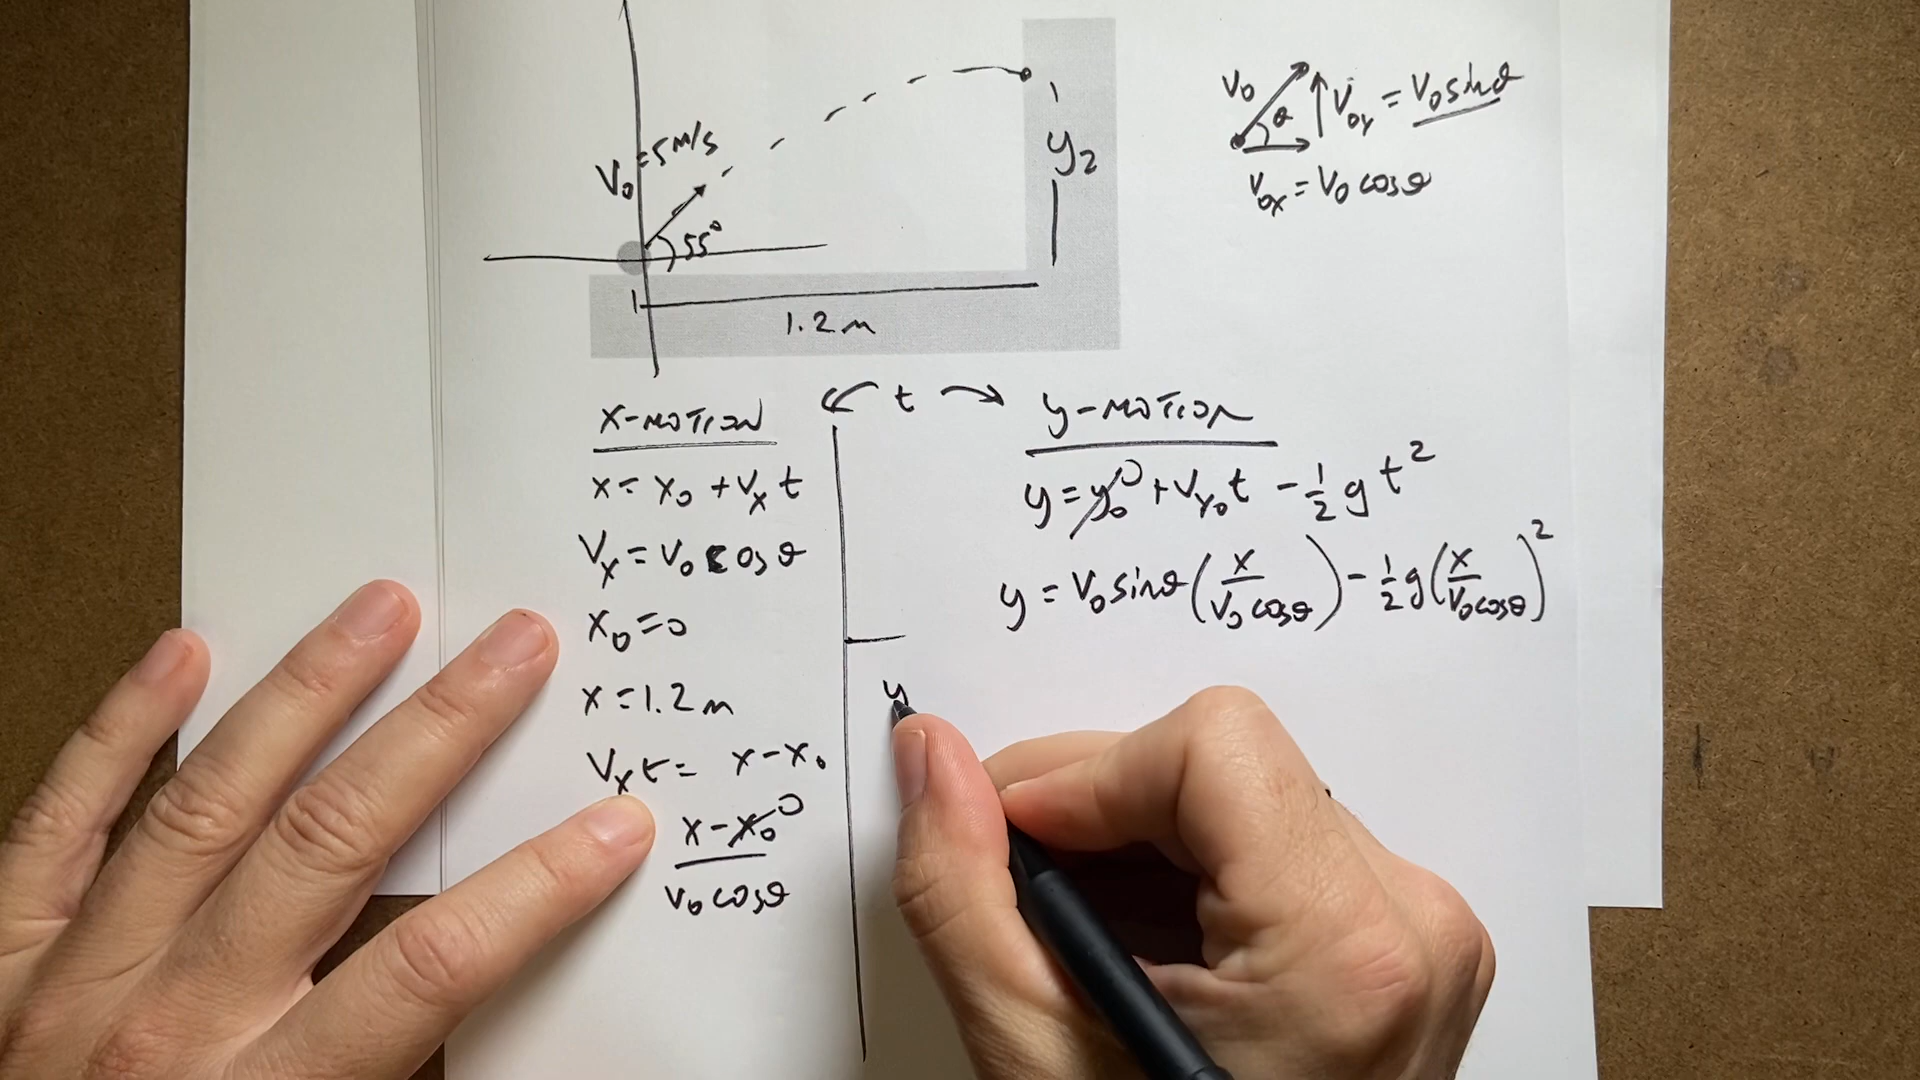 V₀ = 5 m/s
55°
1.2 m
y₂
V₀
θ
V₀y = V₀ sinθ
V₀x = V₀ cosθ
x-MOTION
x = x₀ + Vₓ t
Vₓ = V₀ cosθ
x₀ = 0
x = 1.2 m
Vₓ t = x - x₀
x - x₀ 0
V₀ cosθ
t
y-MOTION
y = y₀ 0 + Vy₀ t - 1/2 g t²
y = V₀ sinθ (x / V₀ cosθ) - 1/2 g (x / V₀ cosθ)²
y